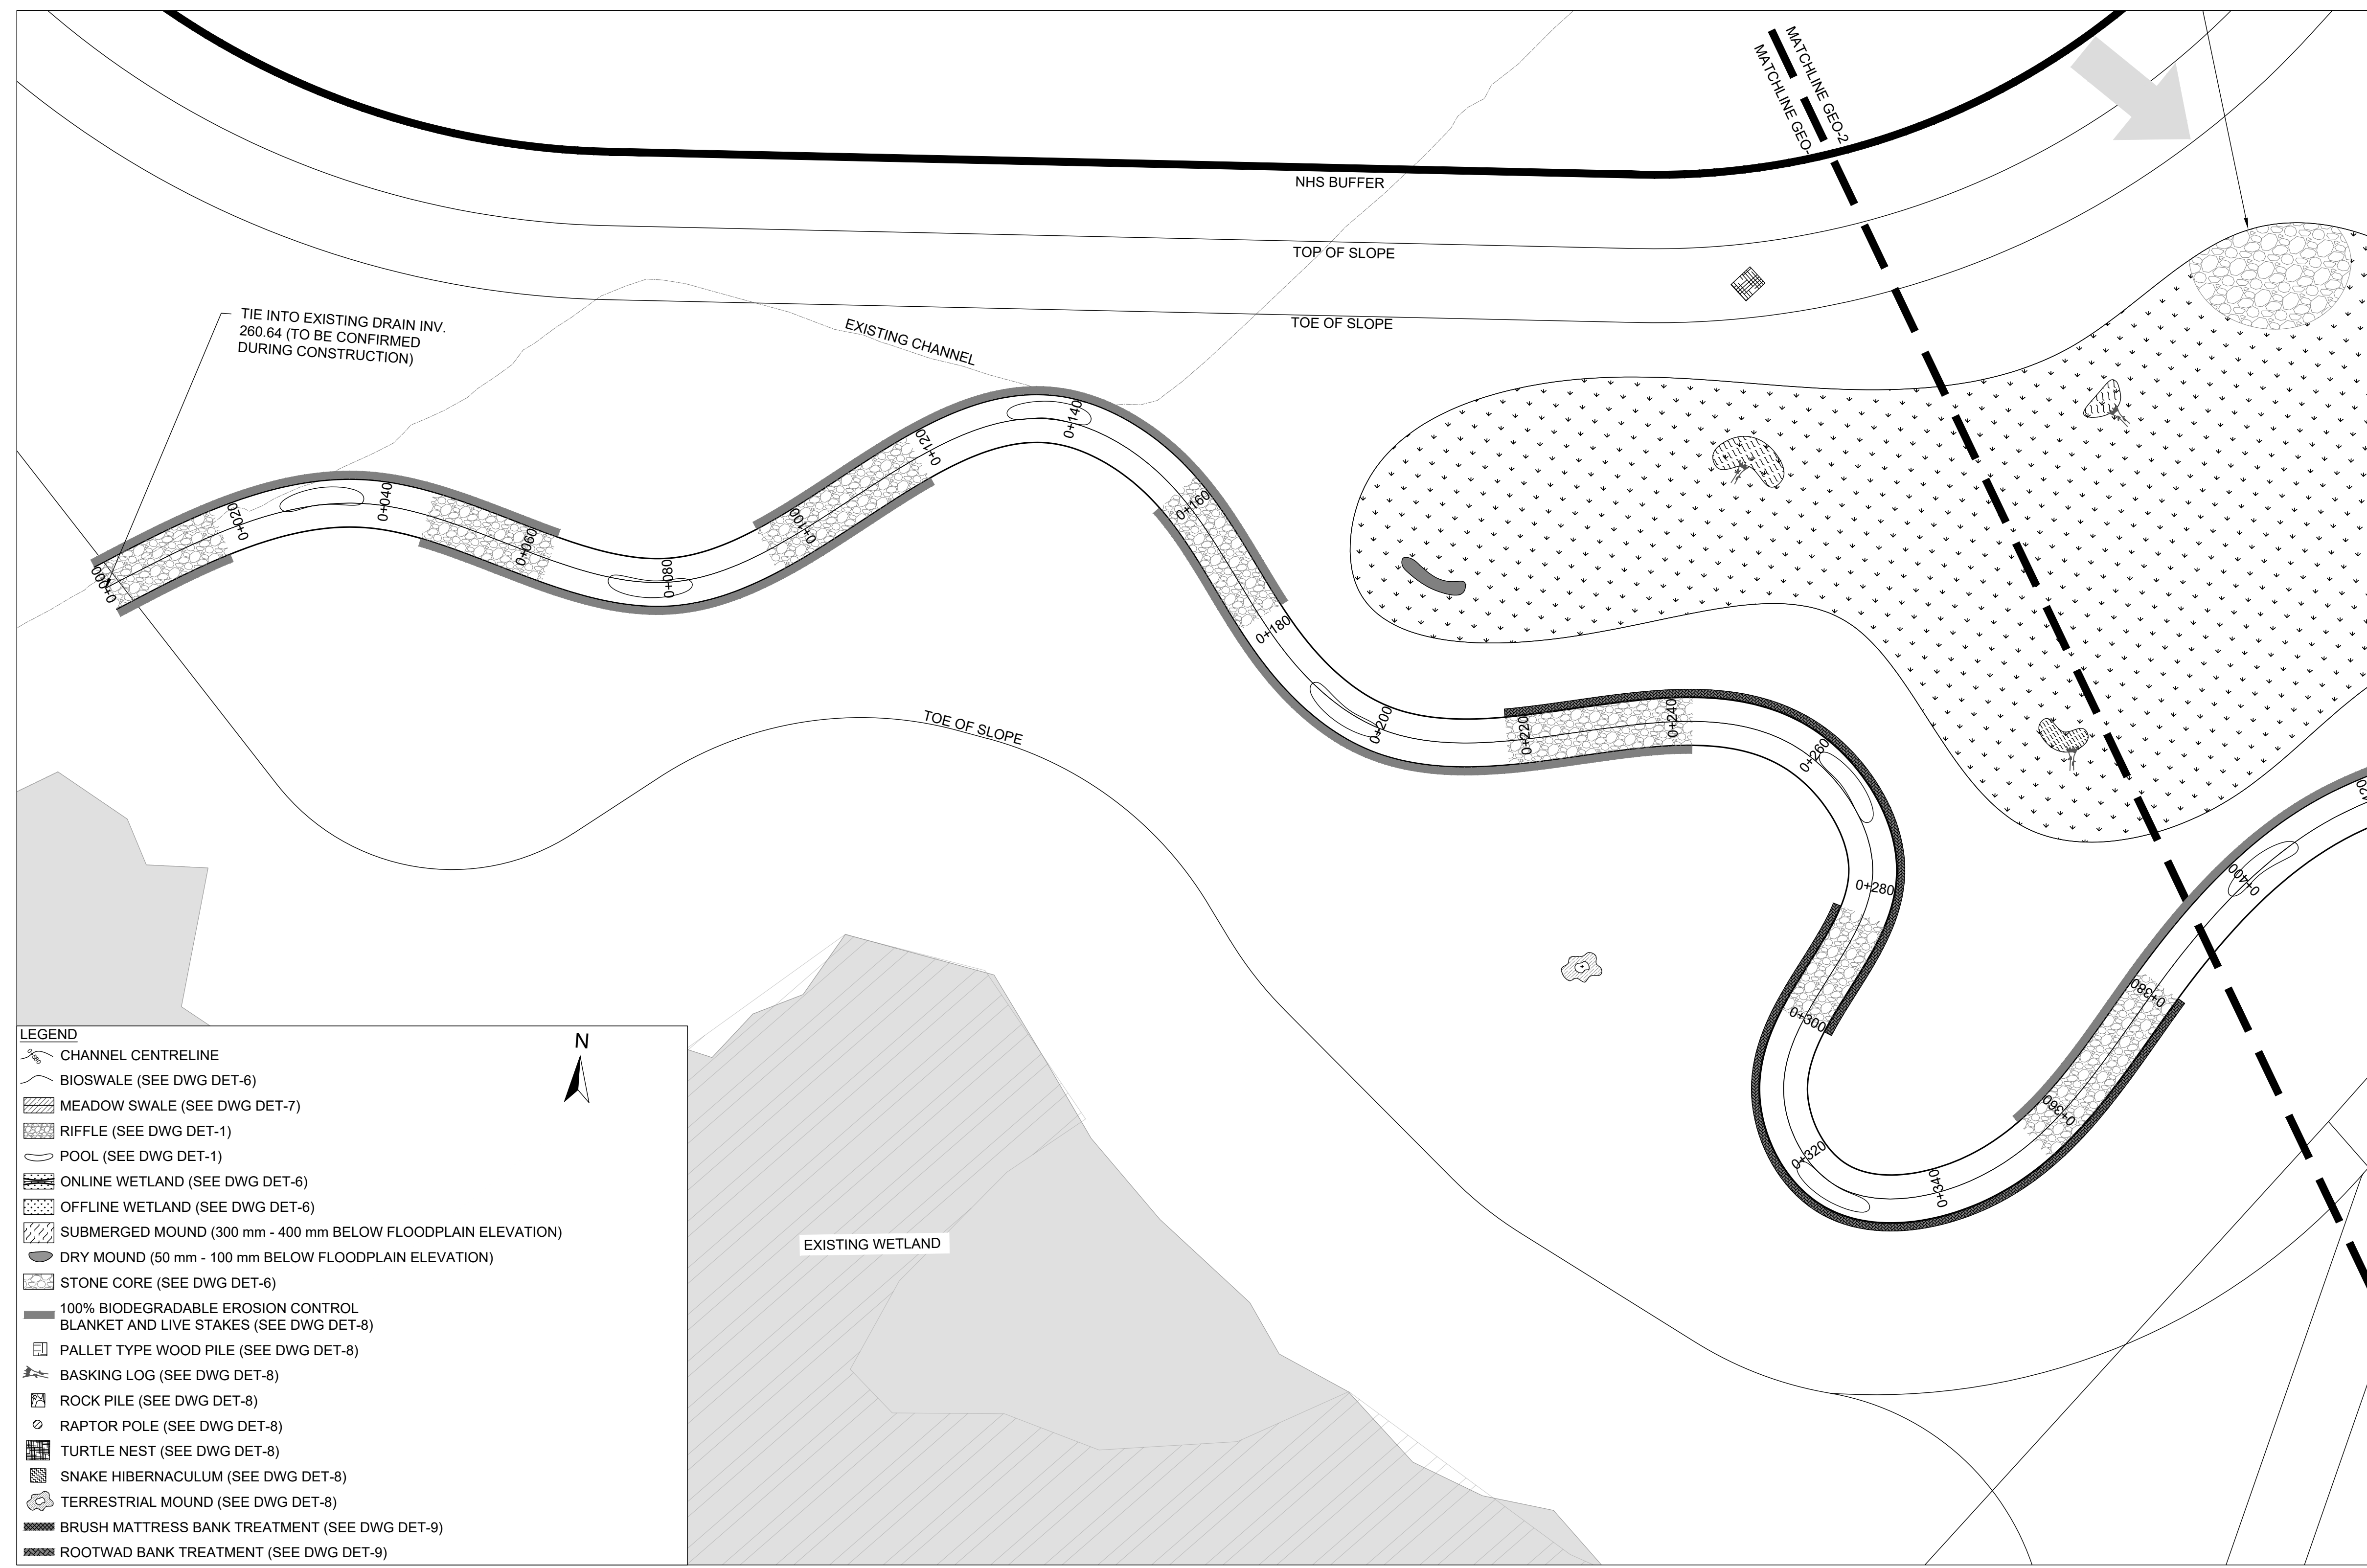 MATCHLINE GEO-2
MATCHLINE GEO-
NHS BUFFER
TOP OF SLOPE
TOE OF SLOPE
TIE INTO EXISTING DRAIN INV.
260.64 (TO BE CONFIRMED
DURING CONSTRUCTION)
EXISTING CHANNEL
0+000
0+020
0+040
0+060
0+080
0+100
0+120
0+140
0+160
0+180
0+200
0+220
0+240
0+260
0+280
0+300
0+320
0+340
0+360
0+380
0+400
TOE OF SLOPE
EXISTING WETLAND
LEGEND
N
0+060 CHANNEL CENTRELINE
BIOSWALE (SEE DWG DET-6)
MEADOW SWALE (SEE DWG DET-7)
RIFFLE (SEE DWG DET-1)
POOL (SEE DWG DET-1)
ONLINE WETLAND (SEE DWG DET-6)
OFFLINE WETLAND (SEE DWG DET-6)
SUBMERGED MOUND (300 mm - 400 mm BELOW FLOODPLAIN ELEVATION)
DRY MOUND (50 mm - 100 mm BELOW FLOODPLAIN ELEVATION)
STONE CORE (SEE DWG DET-6)
100% BIODEGRADABLE EROSION CONTROL
BLANKET AND LIVE STAKES (SEE DWG DET-8)
PALLET TYPE WOOD PILE (SEE DWG DET-8)
BASKING LOG (SEE DWG DET-8)
ROCK PILE (SEE DWG DET-8)
RAPTOR POLE (SEE DWG DET-8)
TURTLE NEST (SEE DWG DET-8)
SNAKE HIBERNACULUM (SEE DWG DET-8)
TERRESTRIAL MOUND (SEE DWG DET-8)
BRUSH MATTRESS BANK TREATMENT (SEE DWG DET-9)
ROOTWAD BANK TREATMENT (SEE DWG DET-9)